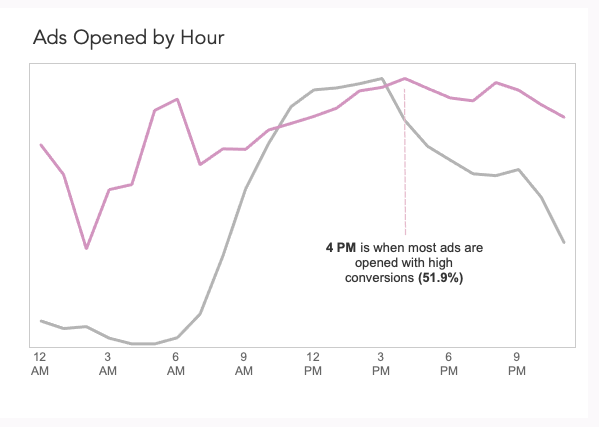 Ads Opened by Hour
4 PM is when most ads are
opened with high
conversions (51.9%)
12 3 6 9 12 3 6 9
AM AM AM AM PM PM PM PM